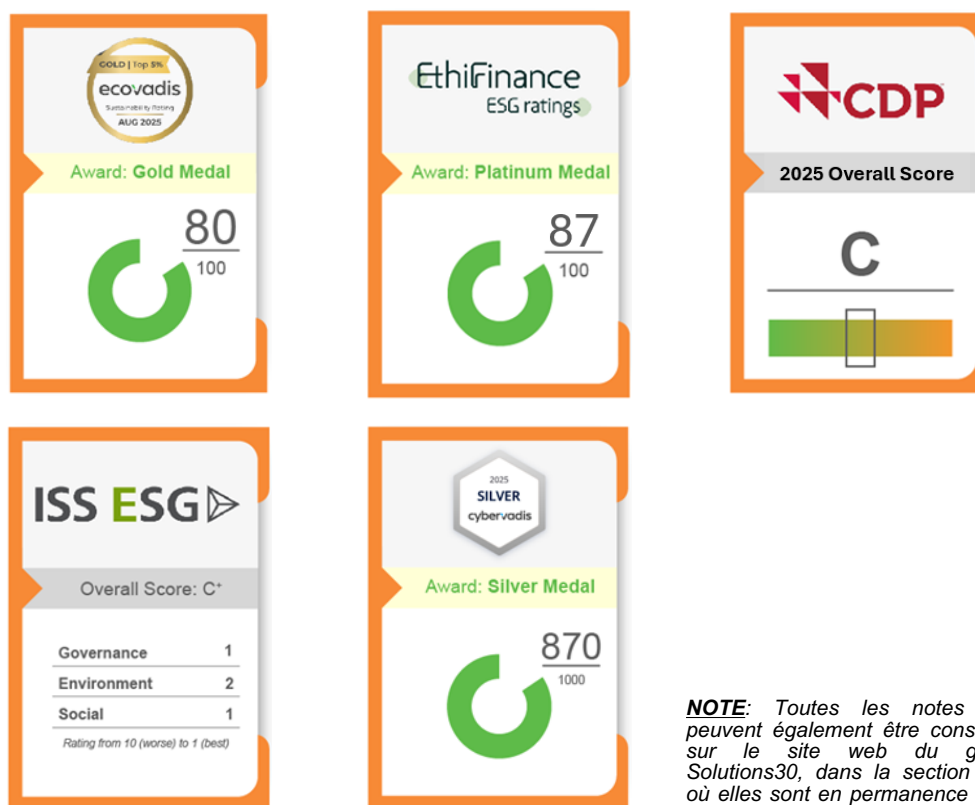 GOLD | Top 5%
ecovadis
Sustainability Rating
AUG 2025
Award: Gold Medal
80
100
EthiFinance
ESG ratings
Award: Platinum Medal
87
100
CDP
2025 Overall Score
C
ISS ESG
Overall Score: C+
Governance 1
Environment 2
Social 1
Rating from 10 (worse) to 1 (best)
2025
SILVER
cybervadis
Award: Silver Medal
870
1000
NOTE: Toutes les notes
peuvent également être cons
sur le site web du g
Solutions30, dans la section
où elles sont en permanence